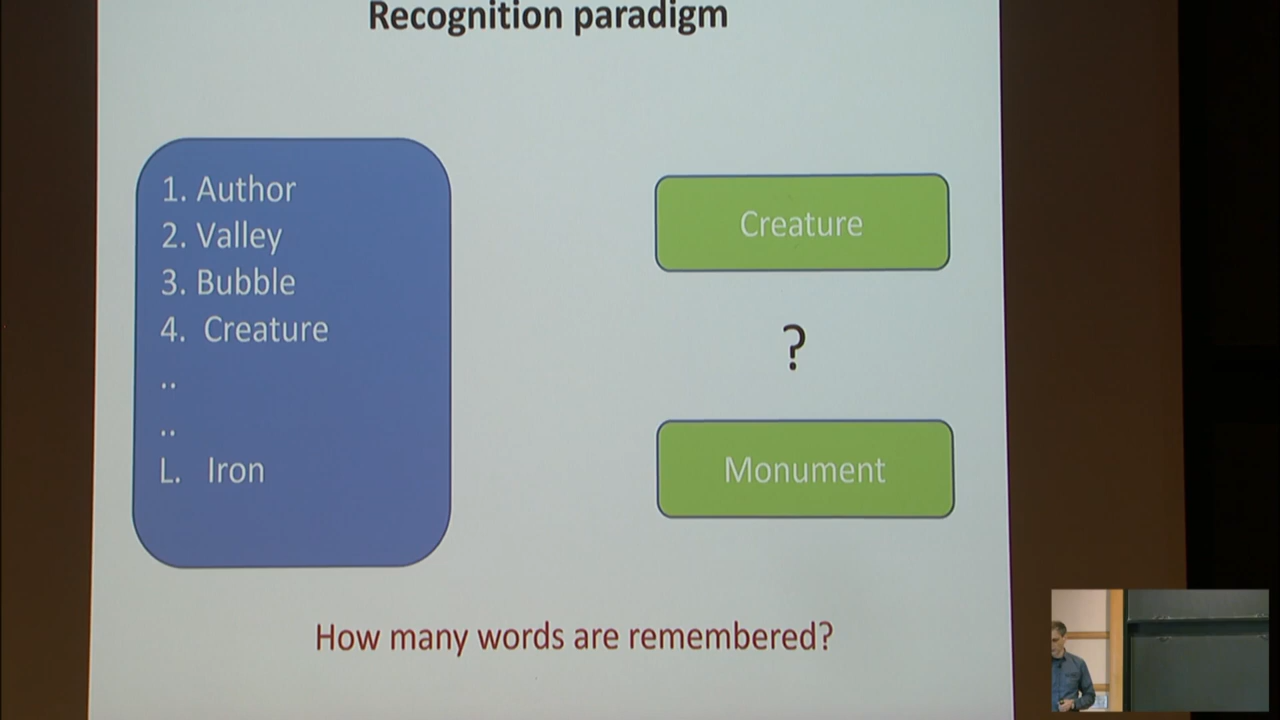 Recognition paradigm
1. Author
2. Valley
3. Bubble
4. Creature
..
..
L. Iron
Creature
?
Monument
How many words are remembered?